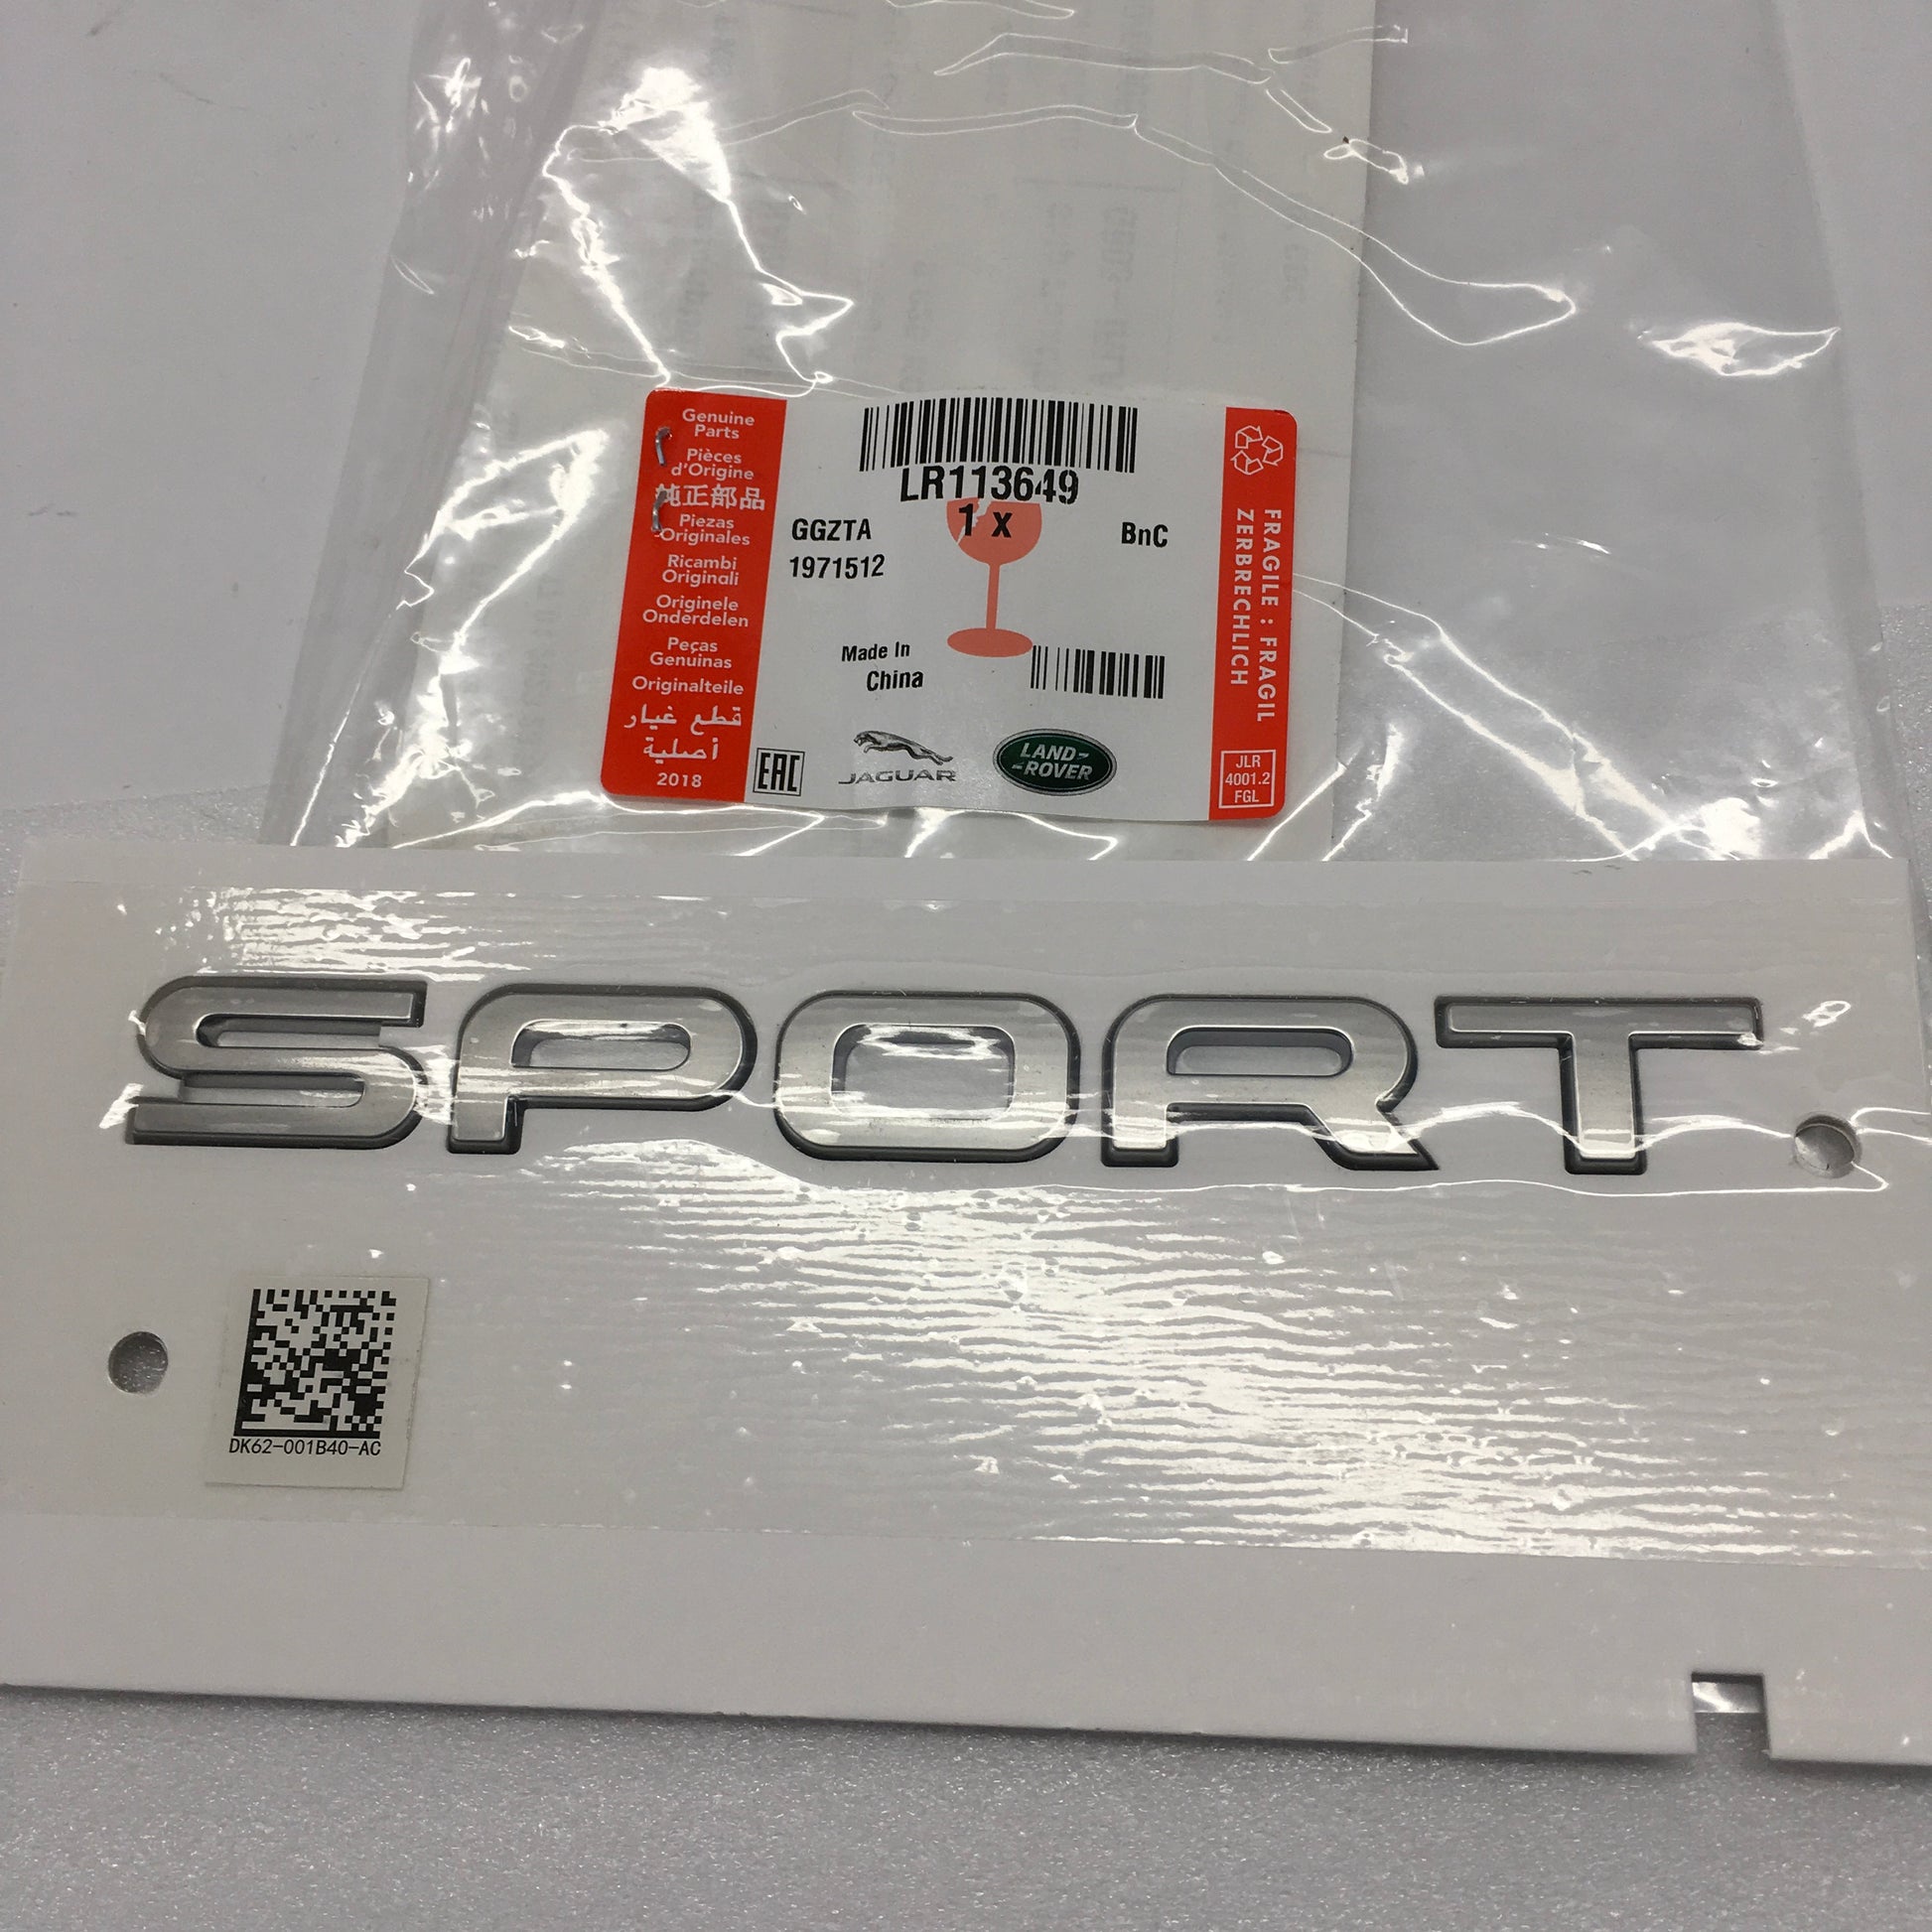 Genuine
Parts
Pièces
d'Origine
純正部品
Piezas
Originales
Ricambi
Originali
Originele
Onderdelen
Peças
Genuinas
Originalteile
قطع غيار
أصلية
2018
LR113649
1 x
GGZTA
BnC
1971512
Made In
China
EAC
JAGUAR
LAND-
-ROVER
FRAGILE : FRAGIL
ZERBRECHLICH
JLR
4001.2
FGL
SPORT
DK62-001B40-AC